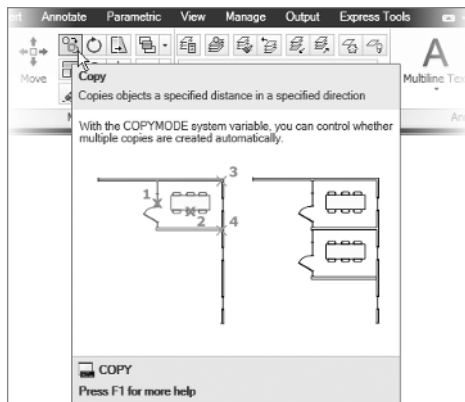 Annotate Parametric View Manage Output Express Tools
Move
Copy
Copies objects a specified distance in a specified direction
Multiline
With the COPYMODE system variable, you can control whether
multiple copies are created automatically.
3
1
2
4
COPY
Press F1 for more help